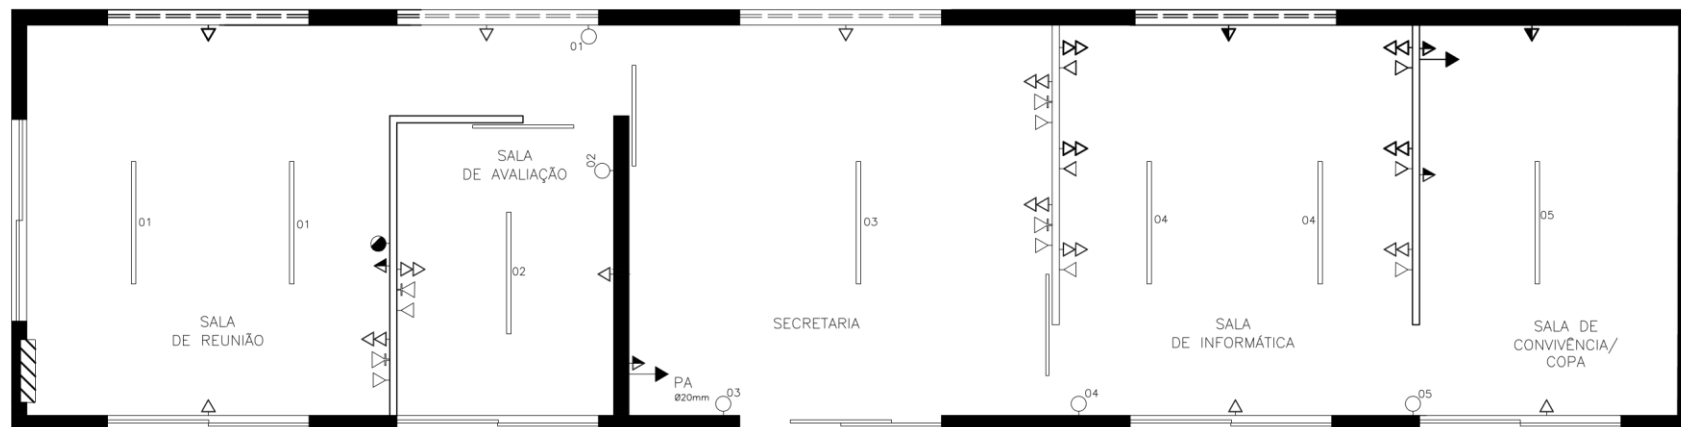 01
02
SALA
DE AVALIAÇÃO
01
01
03
04
04
05
02
SALA
DE REUNIÃO
SECRETARIA
SALA
DE INFORMÁTICA
SALA DE
CONVIVÊNCIA/
COPA
PA
Ø20mm
03
04
05